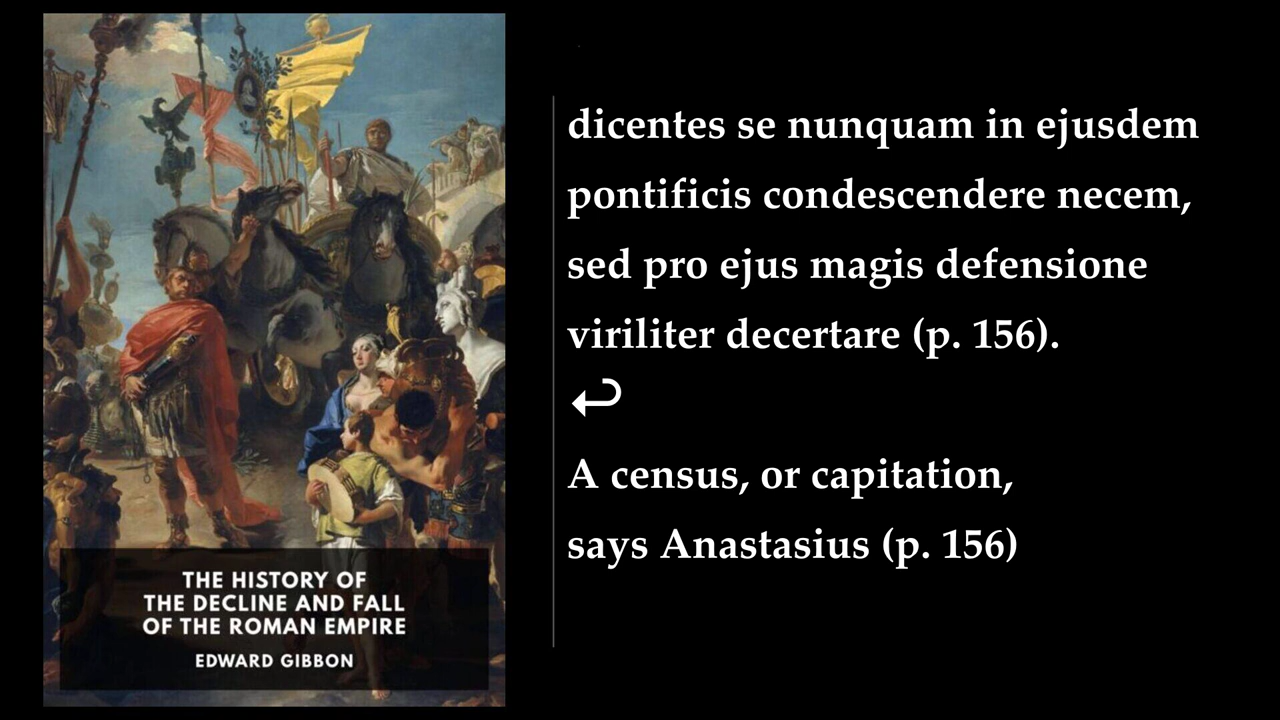 THE HISTORY OF
THE DECLINE AND FALL
OF THE ROMAN EMPIRE
EDWARD GIBBON
dicentes se nunquam in ejusdem
pontificis condescendere necem,
sed pro ejus magis defensione
viriliter decertare (p. 156).
↩
A census, or capitation,
says Anastasius (p. 156)